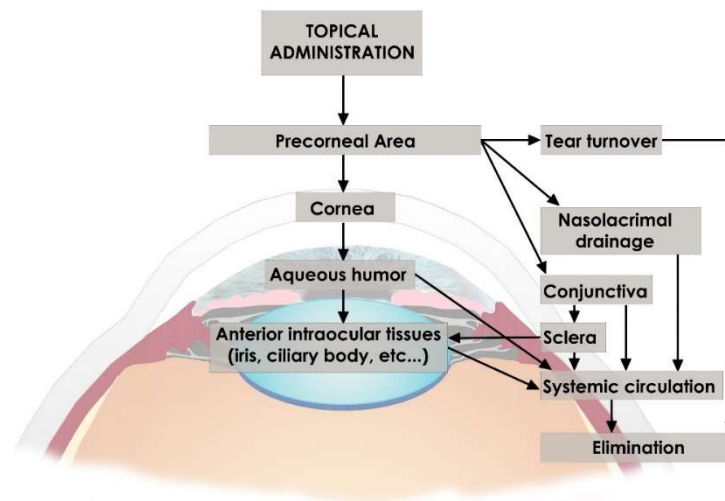 TOPICAL
ADMINISTRATION
Precorneal Area
Tear turnover
Cornea
Nasolacrimal
drainage
Aqueous humor
Conjunctiva
Anterior intraocular tissues
(iris, ciliary body, etc...)
Sclera
Systemic circulation
Elimination